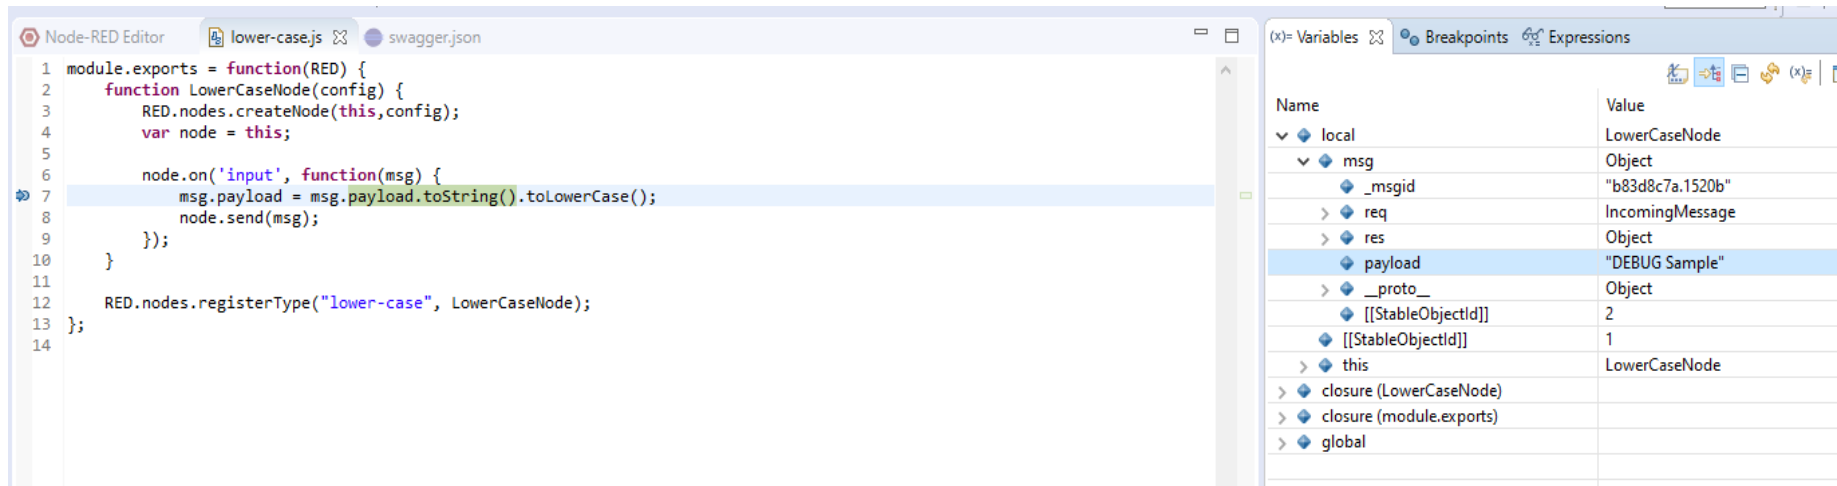 Node-RED Editor
lower-case.js
swagger.json
1 module.exports = function(RED) {
2     function LowerCaseNode(config) {
3         RED.nodes.createNode(this,config);
4         var node = this;
5
6         node.on('input', function(msg) {
7             msg.payload = msg.payload.toString().toLowerCase();
8             node.send(msg);
9         });
10     }
11
12     RED.nodes.registerType("lower-case", LowerCaseNode);
13 };
14
(x)= Variables
Breakpoints
Expressions
Name Value
local LowerCaseNode
msg Object
_msgid "b83d8c7a.1520b"
req IncomingMessage
res Object
payload "DEBUG Sample"
__proto__ Object
[[StableObjectId]] 2
[[StableObjectId]] 1
this LowerCaseNode
closure (LowerCaseNode)
closure (module.exports)
global